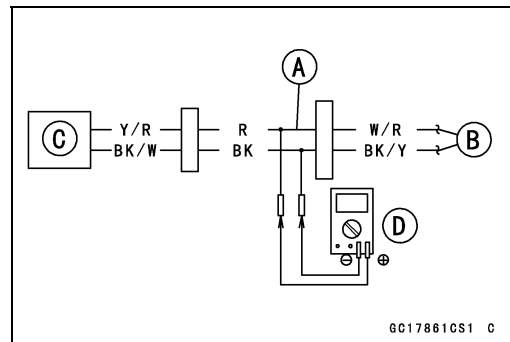 A
C
Y/R R W/R
BK/W BK BK/Y
B
D
⊖ ⊕
GC17861CS1 C